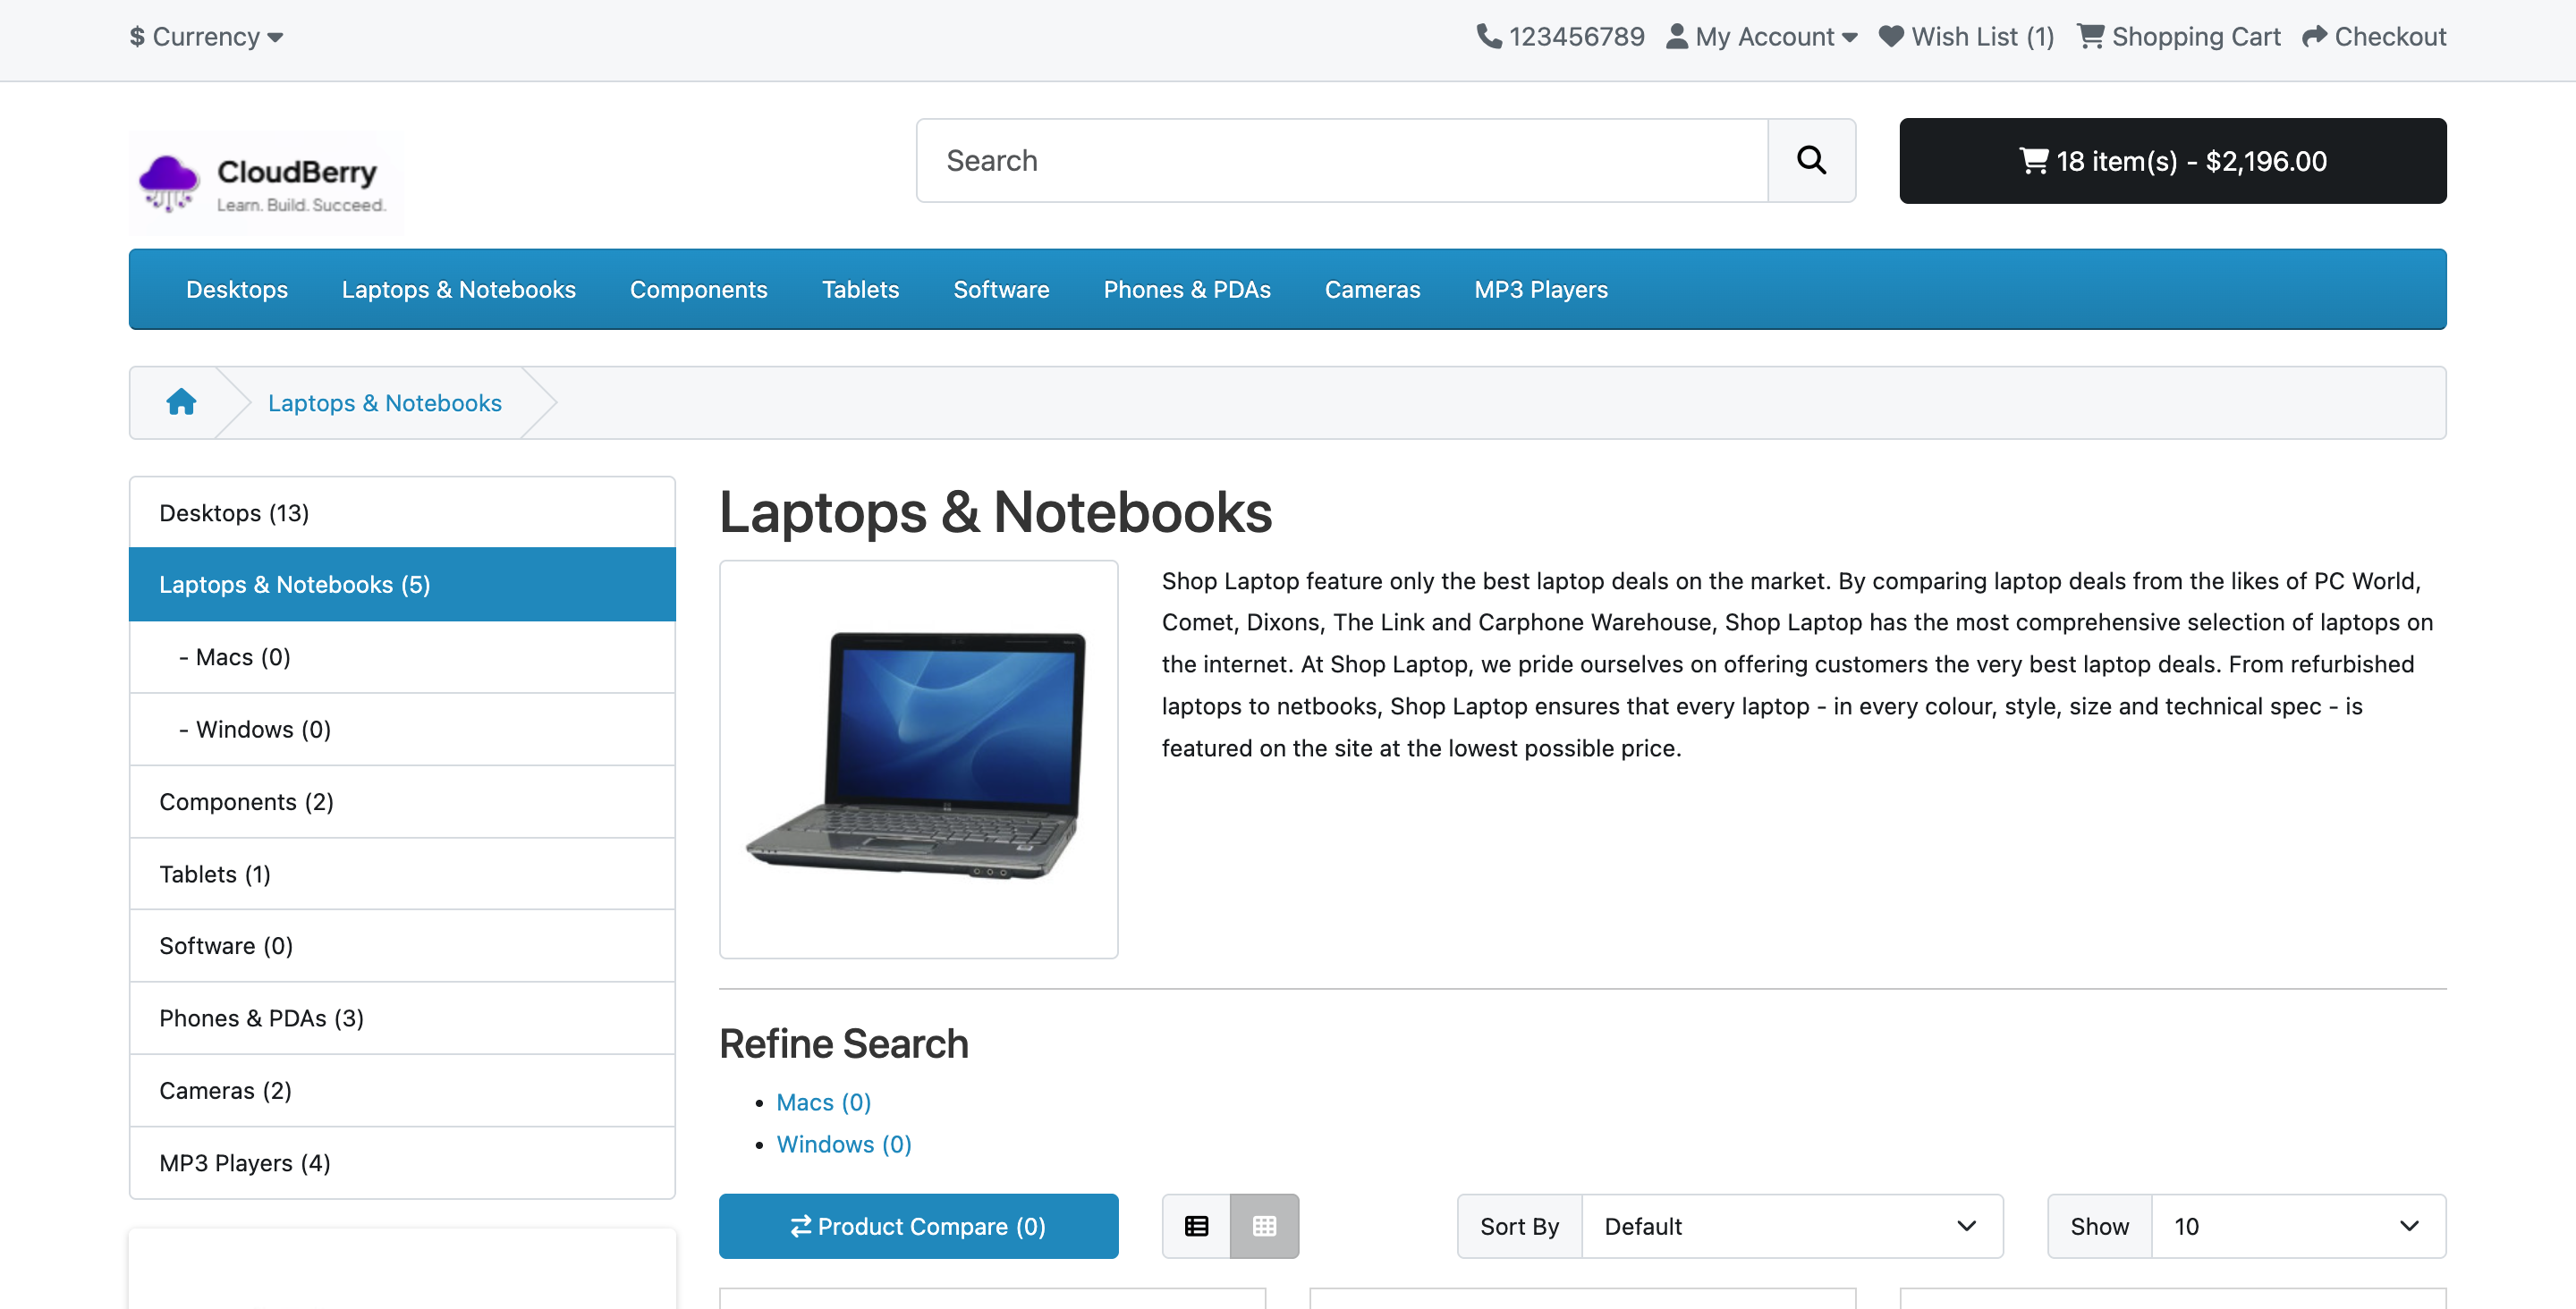 $ Currency
123456789 My Account Wish List (1) Shopping Cart Checkout
CloudBerry
Learn. Build. Succeed.
Search
18 item(s) - $2,196.00
Desktops Laptops & Notebooks Components Tablets Software Phones & PDAs Cameras MP3 Players
Laptops & Notebooks
Desktops (13)
Laptops & Notebooks (5)
- Macs (0)
- Windows (0)
Components (2)
Tablets (1)
Software (0)
Phones & PDAs (3)
Cameras (2)
MP3 Players (4)
Laptops & Notebooks
Shop Laptop feature only the best laptop deals on the market. By comparing laptop deals from the likes of PC World,
Comet, Dixons, The Link and Carphone Warehouse, Shop Laptop has the most comprehensive selection of laptops on
the internet. At Shop Laptop, we pride ourselves on offering customers the very best laptop deals. From refurbished
laptops to netbooks, Shop Laptop ensures that every laptop - in every colour, style, size and technical spec - is
featured on the site at the lowest possible price.
Refine Search
• Macs (0)
• Windows (0)
Product Compare (0)
Sort By Default
Show 10